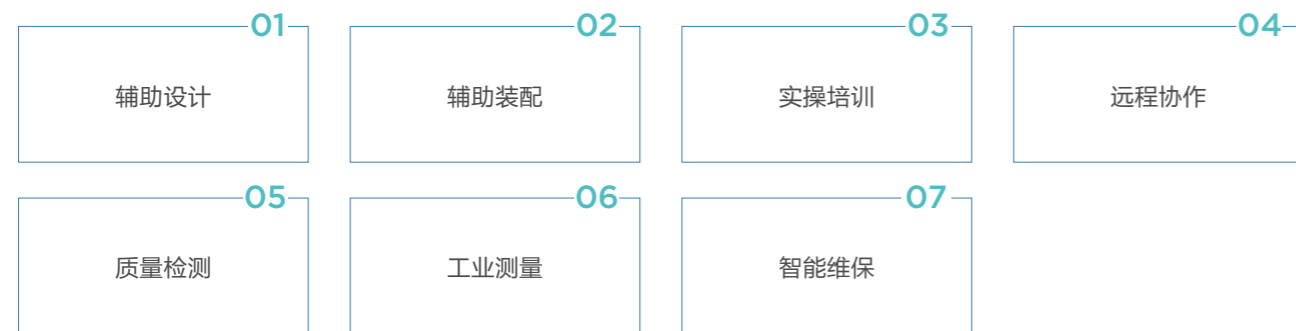 01
辅助设计
02
辅助装配
03
实操培训
04
远程协作
05
质量检测
06
工业测量
07
智能维保